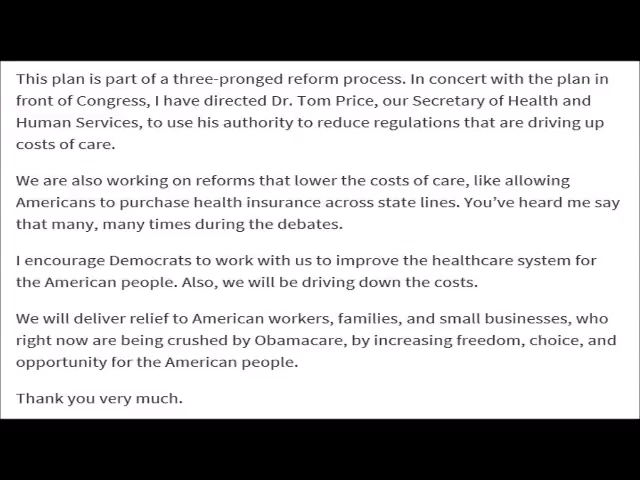 This plan is part of a three-pronged reform process. In concert with the plan in
front of Congress, I have directed Dr. Tom Price, our Secretary of Health and
Human Services, to use his authority to reduce regulations that are driving up
costs of care.
We are also working on reforms that lower the costs of care, like allowing
Americans to purchase health insurance across state lines. You’ve heard me say
that many, many times during the debates.
I encourage Democrats to work with us to improve the healthcare system for
the American people. Also, we will be driving down the costs.
We will deliver relief to American workers, families, and small businesses, who
right now are being crushed by Obamacare, by increasing freedom, choice, and
opportunity for the American people.
Thank you very much.